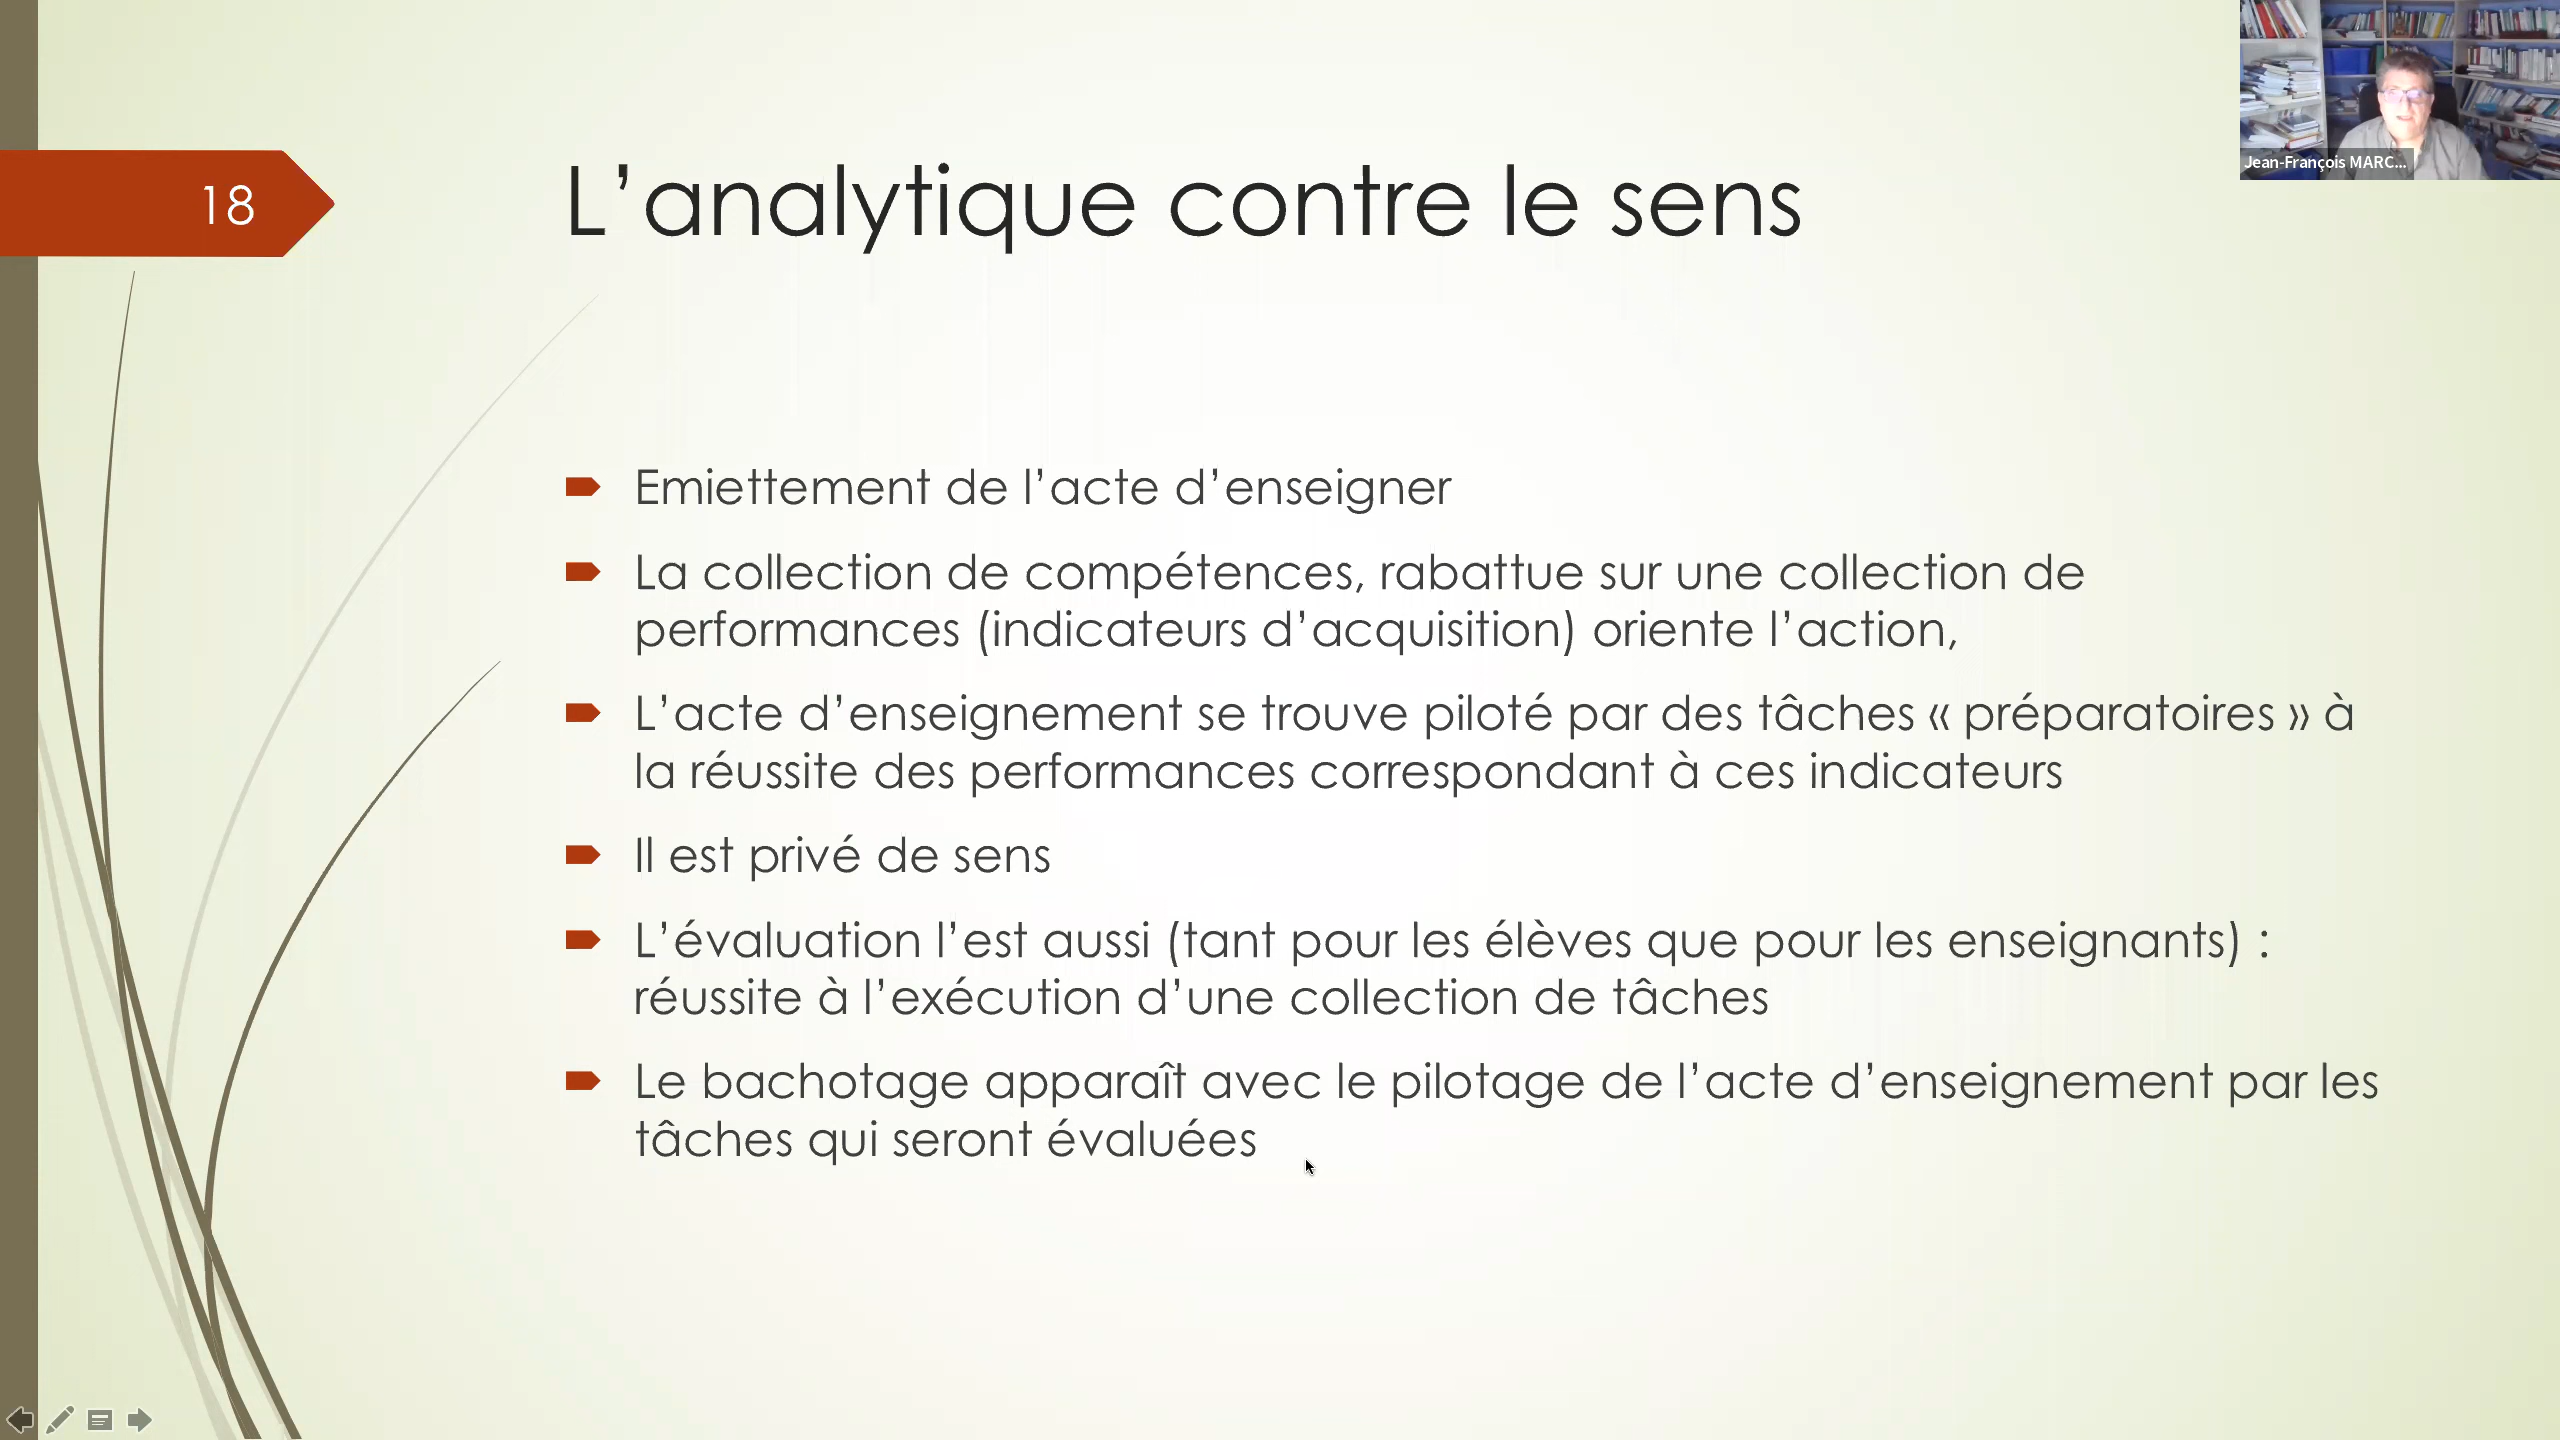 Jean-François MARC...
18
L’analytique contre le sens
Emiettement de l’acte d’enseigner
La collection de compétences, rabattue sur une collection de
performances (indicateurs d’acquisition) oriente l’action,
L’acte d’enseignement se trouve piloté par des tâches « préparatoires » à
la réussite des performances correspondant à ces indicateurs
Il est privé de sens
L’évaluation l’est aussi (tant pour les élèves que pour les enseignants) :
réussite à l’exécution d’une collection de tâches
Le bachotage apparaît avec le pilotage de l’acte d’enseignement par les
tâches qui seront évaluées